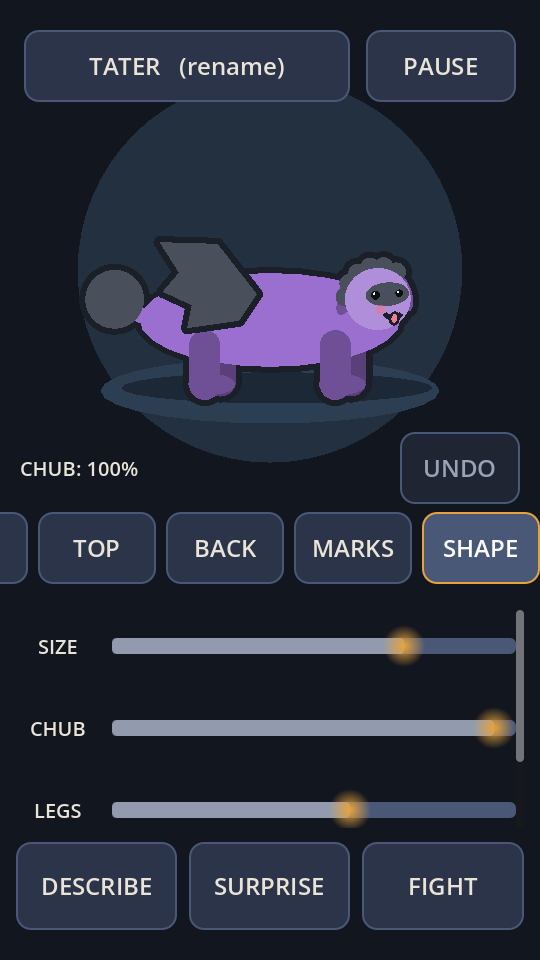 TATER (rename)
PAUSE
CHUB: 100%
UNDO
TOP
BACK
MARKS
SHAPE
SIZE
CHUB
LEGS
DESCRIBE
SURPRISE
FIGHT